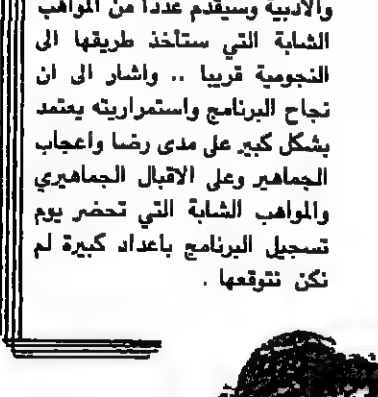 والادبية وسيقدم عددا من المواهب
الشابة التي ستأخذ طريقها الى
النجومية قريبا .. واشار الى ان
نجاح البرنامج واستمراريته يعتمد
بشكل كبير على مدى رضا وأعجاب
الجماهير وعلى الاقبال الجماهيري
والمواهب الشابة التي تحضر يوم
تسجيل البرنامج بأعداد كبيرة لم
نكن نتوقعها .